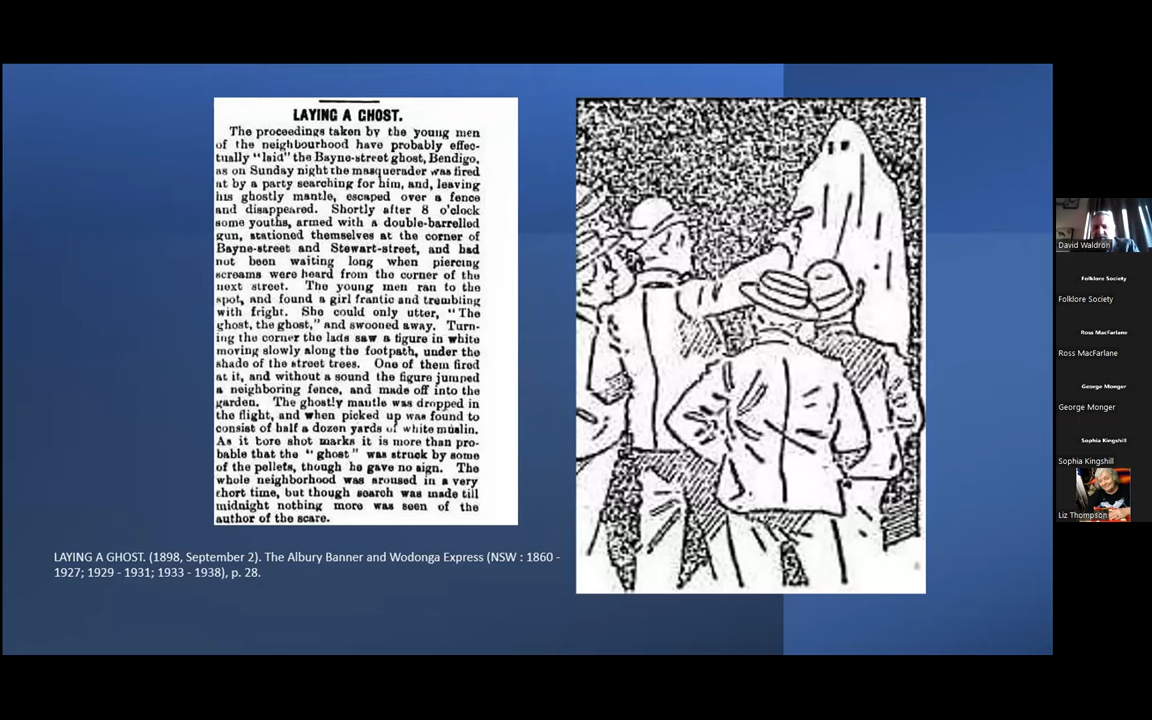 LAYING A GHOST.
The proceedings taken by the young men
of the neighbourhood have probably effec-
tually "laid" the Bayne-street ghost, Bendigo,
as on Sunday night the masquerader was fired
at by a party searching for him, and, leaving
his ghostly mantle, escaped over a fence
and disappeared. Shortly after 8 o'clock
some youths, armed with a double-barrelled
gun, stationed themselves at the corner of
Bayne-street and Stewart-street, and had
not been waiting long when piercing
screams were heard from the corner of the
next street. The young men ran to the
spot, and found a girl frantic and trembling
with fright. She could only utter, "The
ghost, the ghost," and swooned away. Turn-
ing the corner the lads saw a figure in white
moving slowly along the footpath, under the
shade of the street trees. One of them fired
at it, and without a sound the figure jumped
a neighboring fence, and made off into the
garden. The ghostly mantle was dropped in
the flight, and when picked up was found to
consist of half a dozen yards of white muslin.
As it bore shot marks it is more than pro-
bable that the "ghost" was struck by some
of the pellets, though he gave no sign. The
whole neighborhood was aroused in a very
short time, but though search was made till
midnight nothing more was seen of the
author of the scare.
LAYING A GHOST. (1898, September 2). The Albury Banner and Wodonga Express (NSW : 1860 -
1927; 1929 - 1931; 1933 - 1938), p. 28.
David Waldron
Folklore Society
Folklore Society
Ross MacFarlane
Ross MacFarlane
George Monger
George Monger
Sophia Kingshill
Sophia Kingshill
Liz Thompson